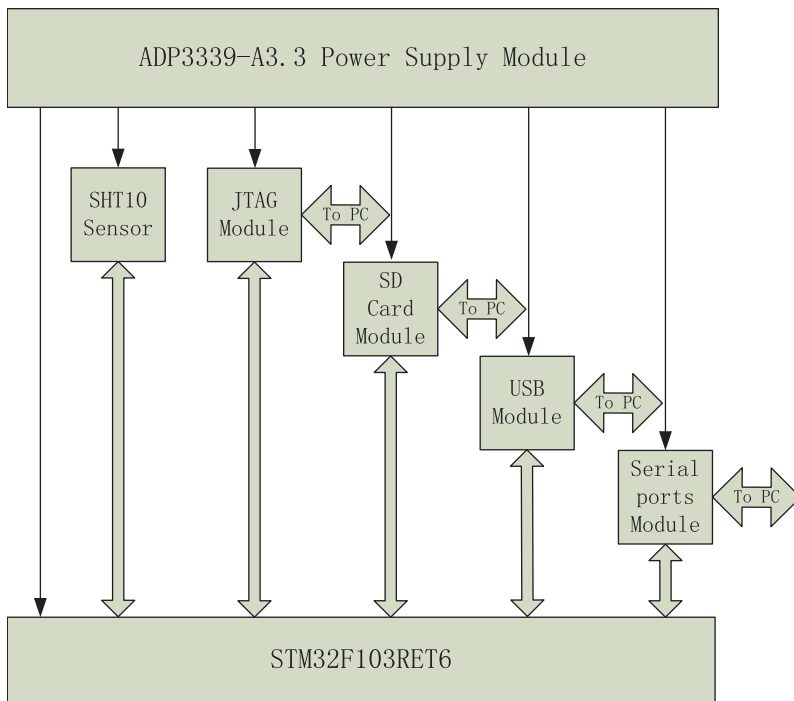 ADP3339-A3.3 Power Supply Module
SHT10
Sensor
JTAG
Module
To PC
SD
Card
Module
To PC
USB
Module
To PC
Serial
ports
Module
To PC
STM32F103RET6